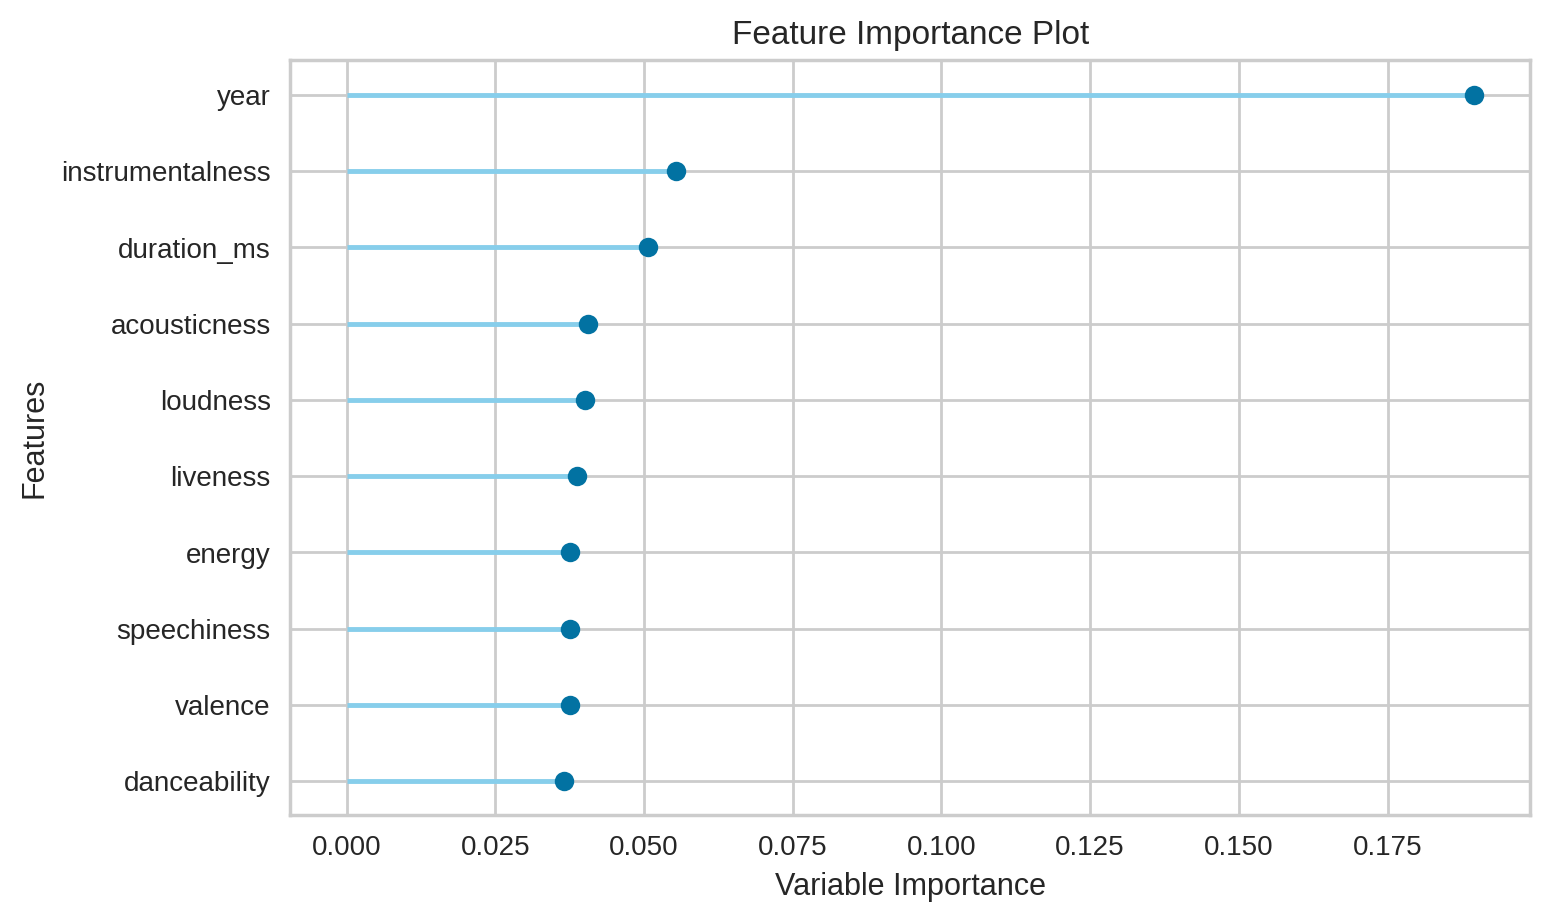 Feature Importance Plot
year
instrumentalness
duration_ms
acousticness
loudness
liveness
energy
speechiness
valence
danceability
Features
0.000 0.025 0.050 0.075 0.100 0.125 0.150 0.175
Variable Importance